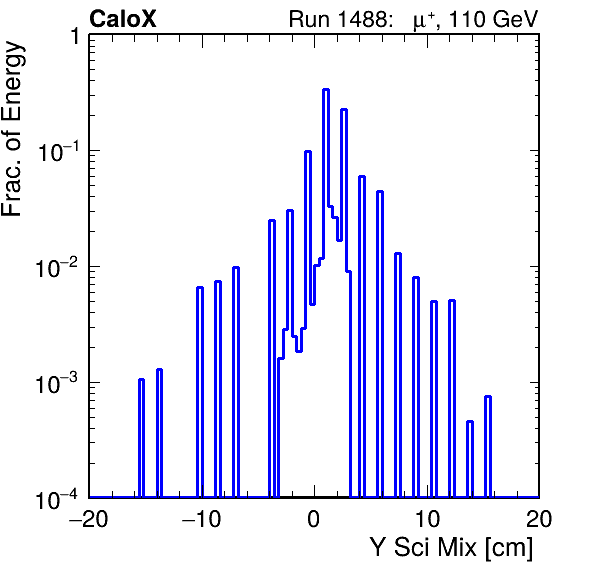 CaloX Run 1488: μ⁺, 110 GeV
Frac. of Energy
1
10⁻¹
10⁻²
10⁻³
10⁻⁴
−20 −10 0 10 20
Y Sci Mix [cm]